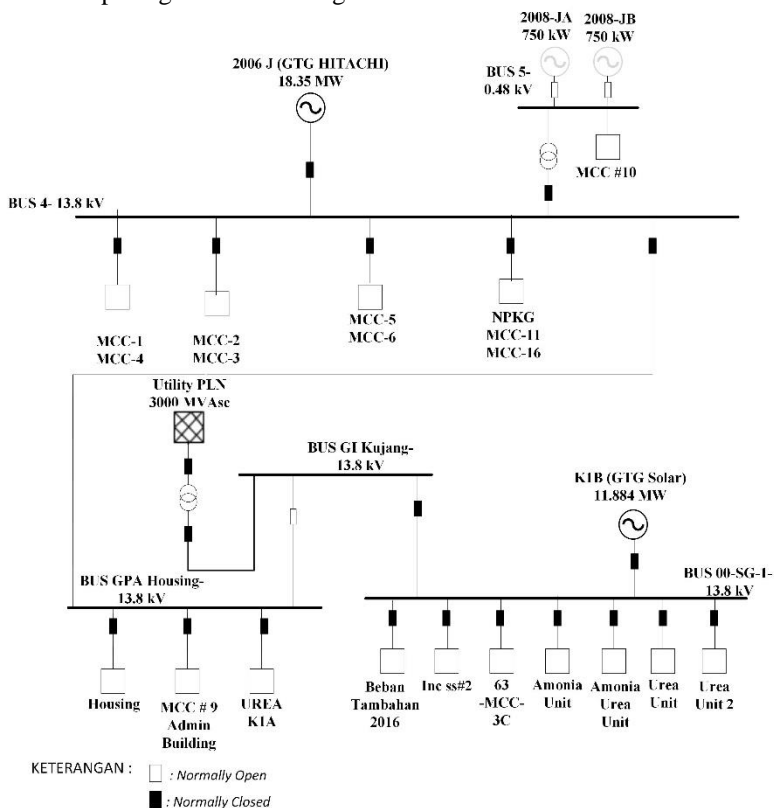 2008-JA
750 kW
2008-JB
750 kW
2006 J (GTG HITACHI)
18.35 MW
BUS 5-
0.48 kV
MCC #10
BUS 4- 13.8 kV
MCC-1
MCC-4
MCC-2
MCC-3
MCC-5
MCC-6
NPKG
MCC-11
MCC-16
Utility PLN
3000 MVAsc
BUS GI Kujang-
13.8 kV
K1B (GTG Solar)
11.884 MW
BUS GPA Housing-
13.8 kV
BUS 00-SG-1-
13.8 kV
Housing
MCC # 9
Admin
Building
UREA
K1A
Beban
Tambahan
2016
Inc ss#2
63
-MCC-
3C
Amonia
Unit
Amonia
Urea
Unit
Urea
Unit
Urea
Unit 2
KETERANGAN :
: Normally Open
: Normally Closed